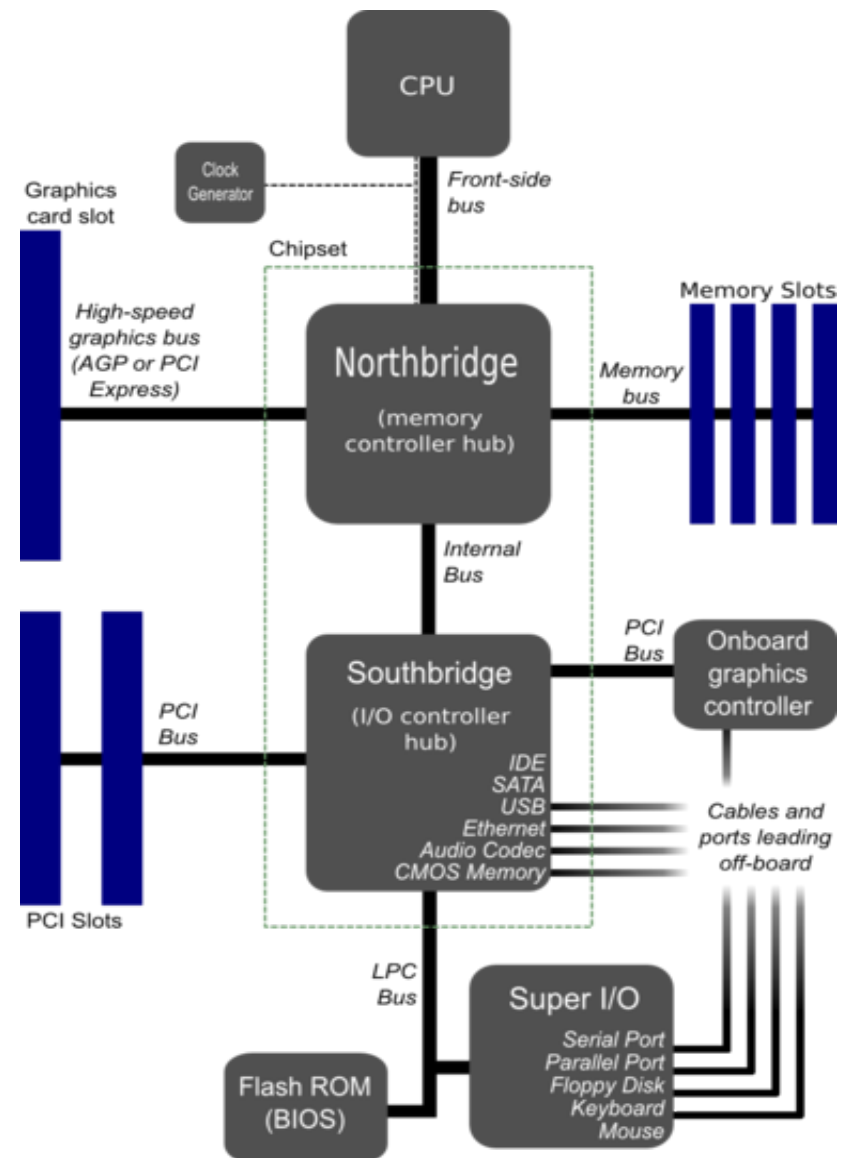 CPU
Clock
Generator
Front-side
bus
Graphics
card slot
Chipset
High-speed
graphics bus
(AGP or PCI
Express)
Northbridge
(memory
controller hub)
Memory Slots
Memory
bus
Internal
Bus
PCI
Bus
Southbridge
(I/O controller
hub)
IDE
SATA
USB
Ethernet
Audio Codec
CMOS Memory
PCI
Bus
Onboard
graphics
controller
Cables and
ports leading
off-board
PCI Slots
LPC
Bus
Super I/O
Serial Port
Parallel Port
Floppy Disk
Keyboard
Mouse
Flash ROM
(BIOS)